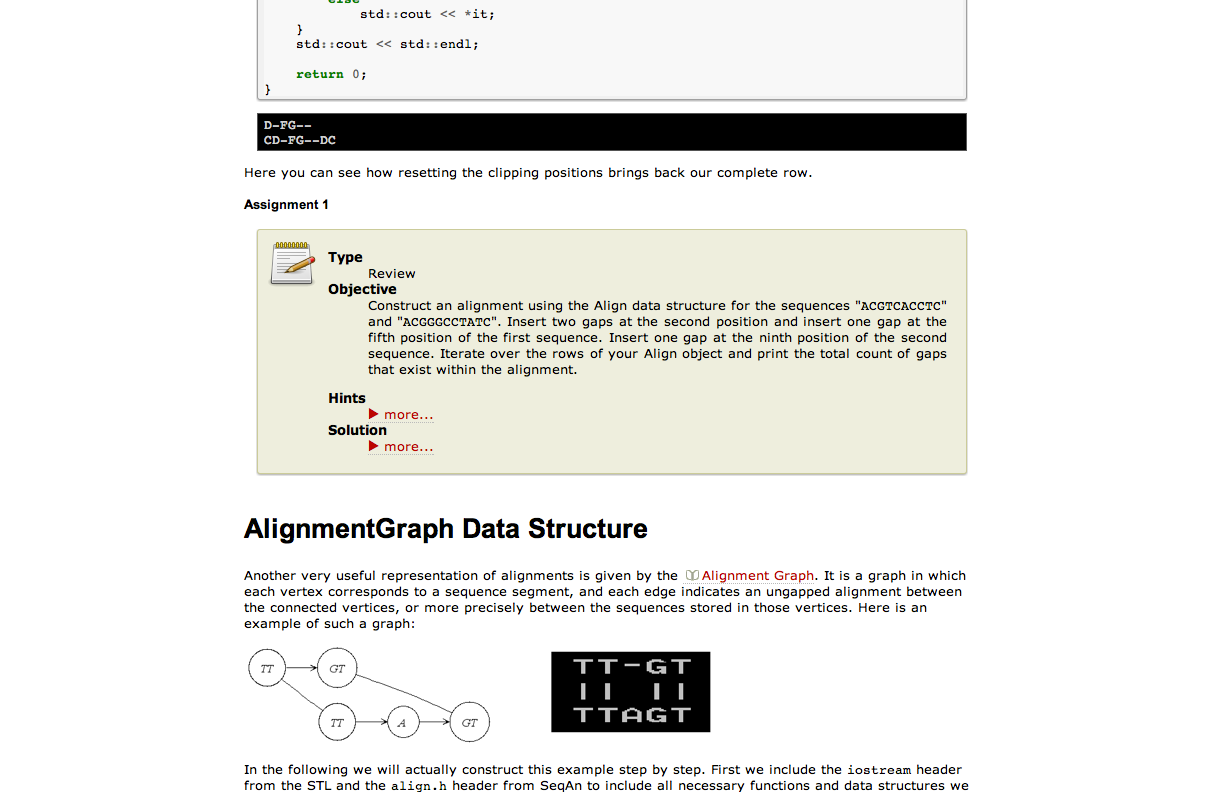 else
std::cout << *it;
}
std::cout << std::endl;
return 0;
}
D-FG--
CD-FG--DC
Here you can see how resetting the clipping positions brings back our complete row.
Assignment 1
Type
Review
Objective
Construct an alignment using the Align data structure for the sequences "ACGTCACCTC"
and "ACGGGCCTATC". Insert two gaps at the second position and insert one gap at the
fifth position of the first sequence. Insert one gap at the ninth position of the second
sequence. Iterate over the rows of your Align object and print the total count of gaps
that exist within the alignment.
Hints
▶ more...
Solution
▶ more...
AlignmentGraph Data Structure
Another very useful representation of alignments is given by the Alignment Graph. It is a graph in which
each vertex corresponds to a sequence segment, and each edge indicates an ungapped alignment between
the connected vertices, or more precisely between the sequences stored in those vertices. Here is an
example of such a graph:
TT GT
TT A GT
TT-GT
|| ||
TTAGT
In the following we will actually construct this example step by step. First we include the iostream header
from the STL and the align.h header from SeqAn to include all necessary functions and data structures we